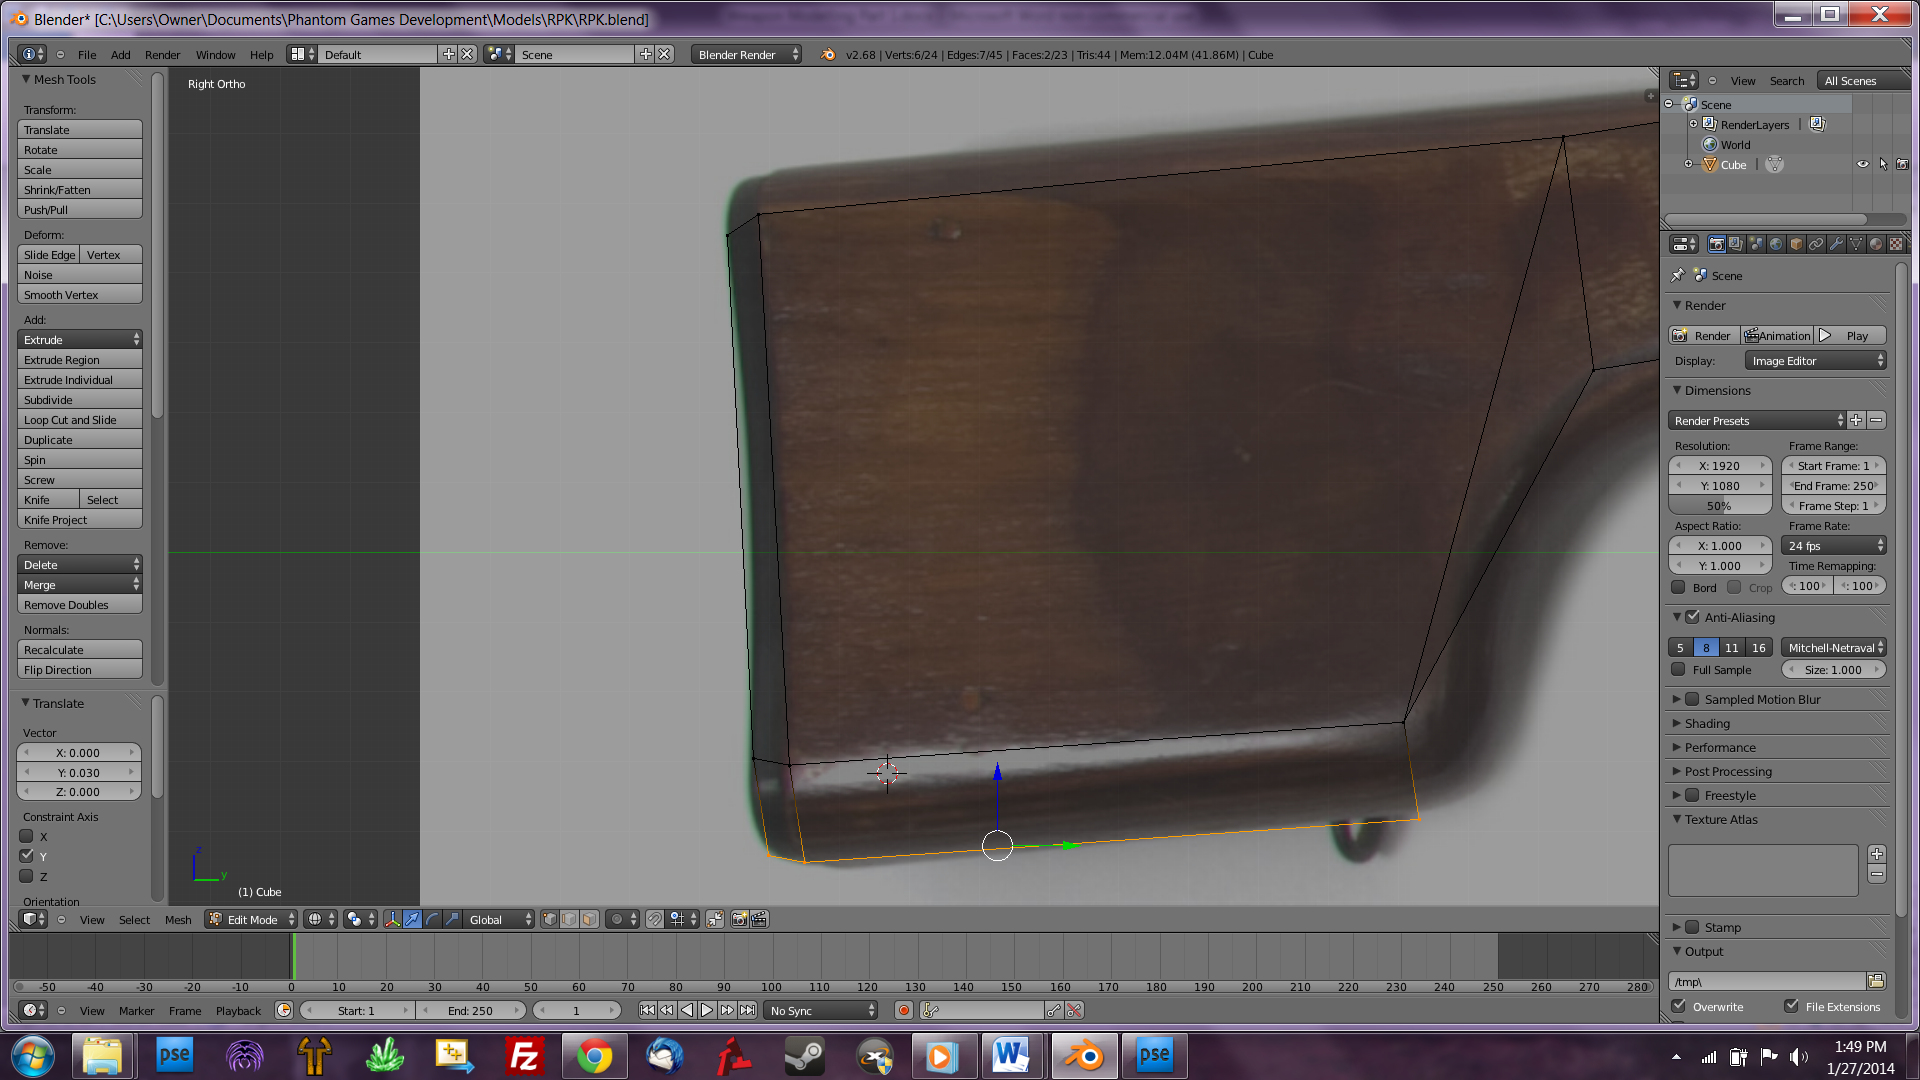 Blender* [C:\Users\Owner\Documents\Phantom Games Development\Models\RPK\RPK.blend]
File Add Render Window Help Default Scene Blender Render v2.68 | Verts:6/24 | Edges:7/45 | Faces:2/23 | Tris:44 | Mem:12.04M (41.86M) | Cube
Mesh Tools
Transform:
Translate
Rotate
Scale
Shrink/Fatten
Push/Pull
Deform:
Slide Edge Vertex
Noise
Smooth Vertex
Add:
Extrude
Extrude Region
Extrude Individual
Subdivide
Loop Cut and Slide
Duplicate
Spin
Screw
Knife Select
Knife Project
Remove:
Delete
Merge
Remove Doubles
Normals:
Recalculate
Flip Direction
Translate
Vector
X: 0.000
Y: 0.030
Z: 0.000
Constraint Axis
X
Y
Z
Orientation
Right Ortho
z
y
(1) Cube
View Select Mesh Edit Mode Global
-50 -40 -30 -20 -10 0 10 20 30 40 50 60 70 80 90 100 110 120 130 140 150 160 170 180 190 200 210 220 230 240 250 260 270 280
View Marker Frame Playback Start: 1 End: 250 1 No Sync
View Search All Scenes
Scene
RenderLayers
World
Cube
Scene
Render
Render Animation Play
Display: Image Editor
Dimensions
Render Presets
Resolution: Frame Range:
X: 1920 Start Frame: 1
Y: 1080 End Frame: 250
50% Frame Step: 1
Aspect Ratio: Frame Rate:
X: 1.000 24 fps
Y: 1.000 Time Remapping:
Bord Crop : 100 : 100
Anti-Aliasing
5 8 11 16 Mitchell-Netraval
Full Sample Size: 1.000
Sampled Motion Blur
Shading
Performance
Post Processing
Freestyle
Texture Atlas
Stamp
Output
/tmp\
Overwrite File Extensions
pse Fz W pse
1:49 PM
1/27/2014